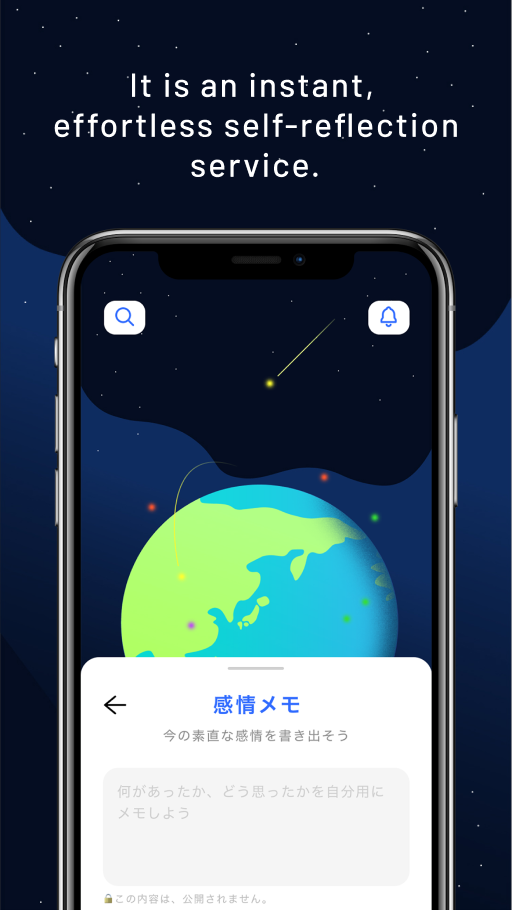 It is an instant,
effortless self-reflection
service.
感情メモ
今の素直な感情を書き出そう
何があったか、どう思ったかを自分用に
メモしよう
🔒この内容は、公開されません。